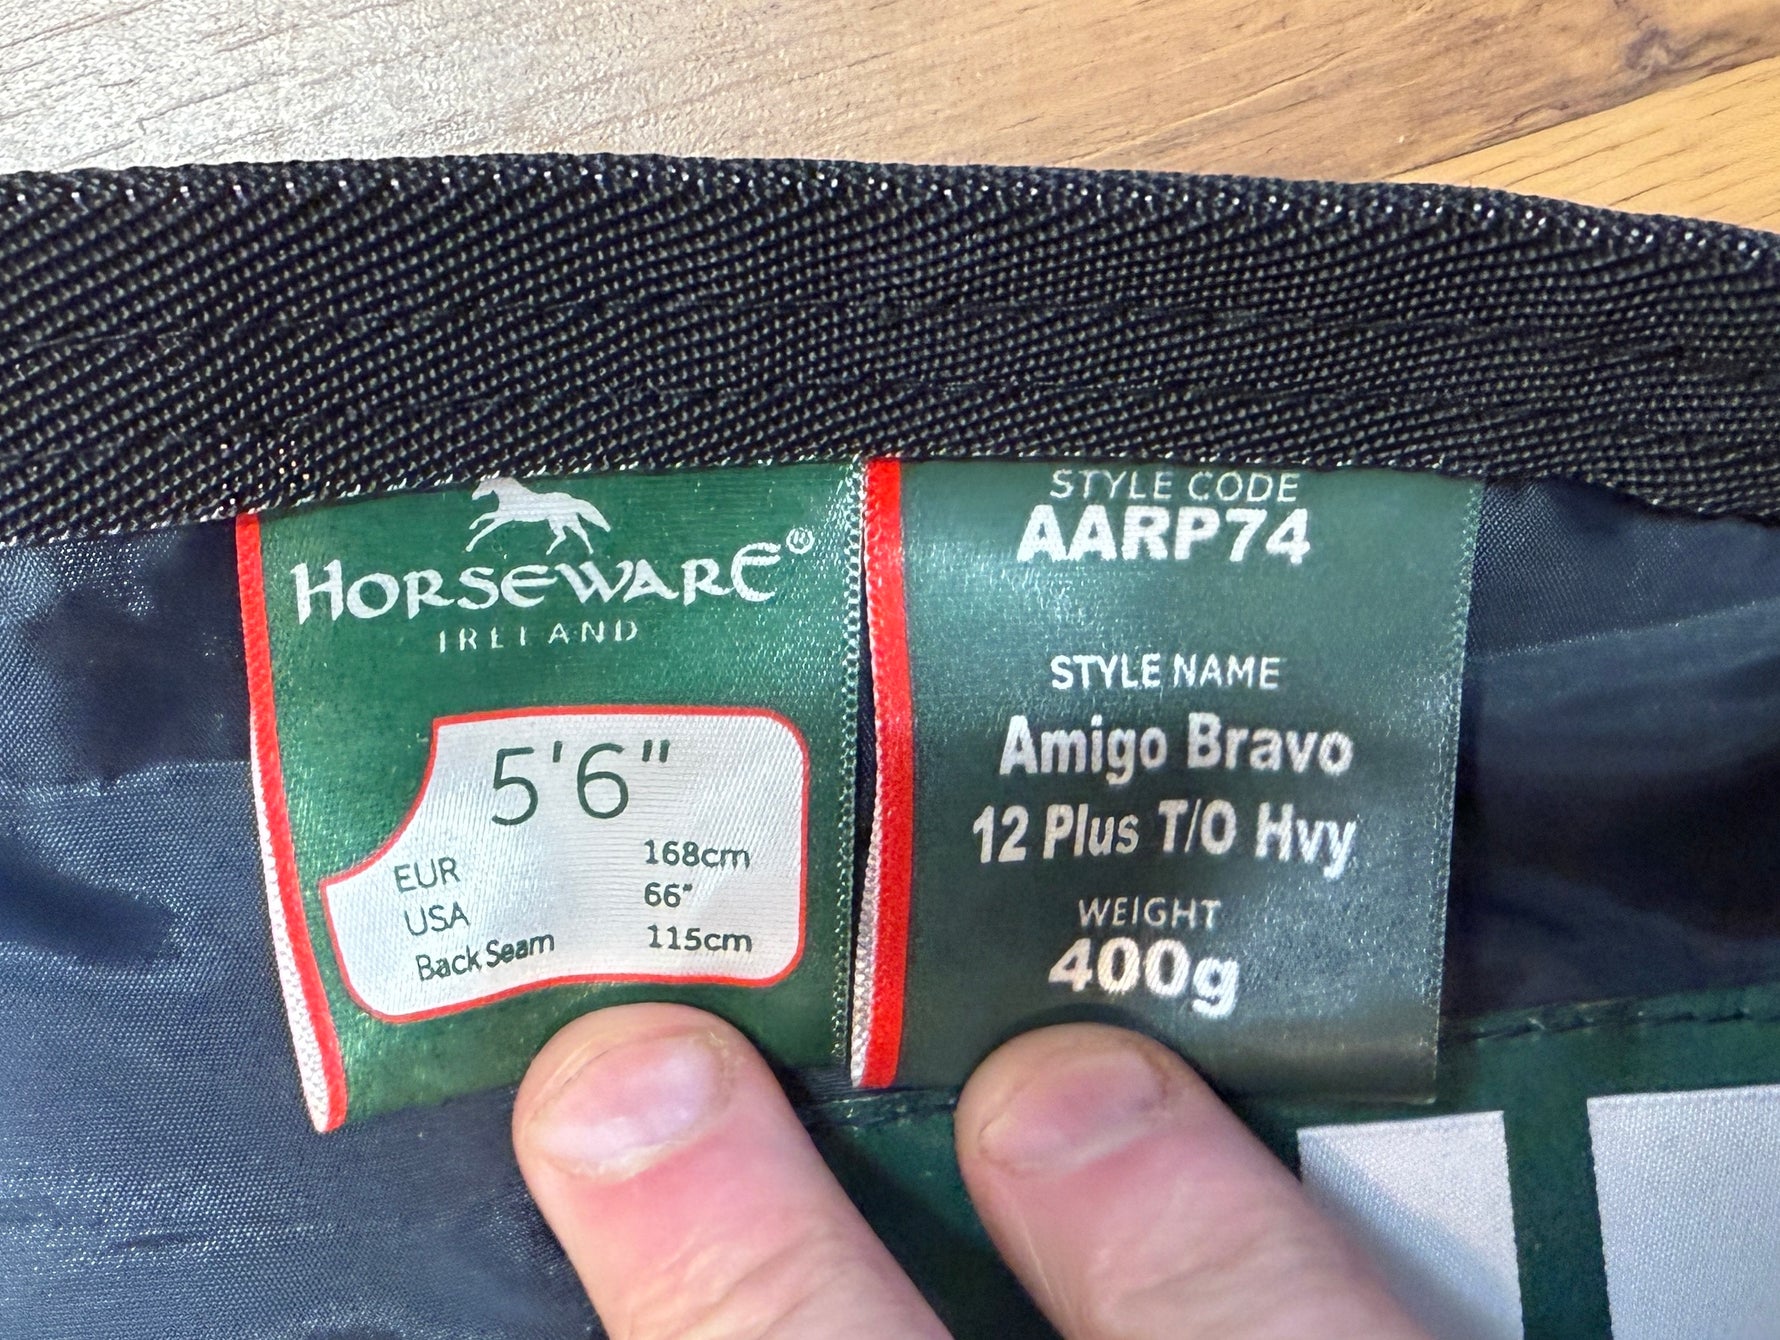 HORSEWARE®
IRELAND
5'6"
EUR 168cm
USA 66"
Back Seam 115cm
STYLE CODE
AARP74
STYLE NAME
Amigo Bravo
12 Plus T/O Hvy
WEIGHT
400g